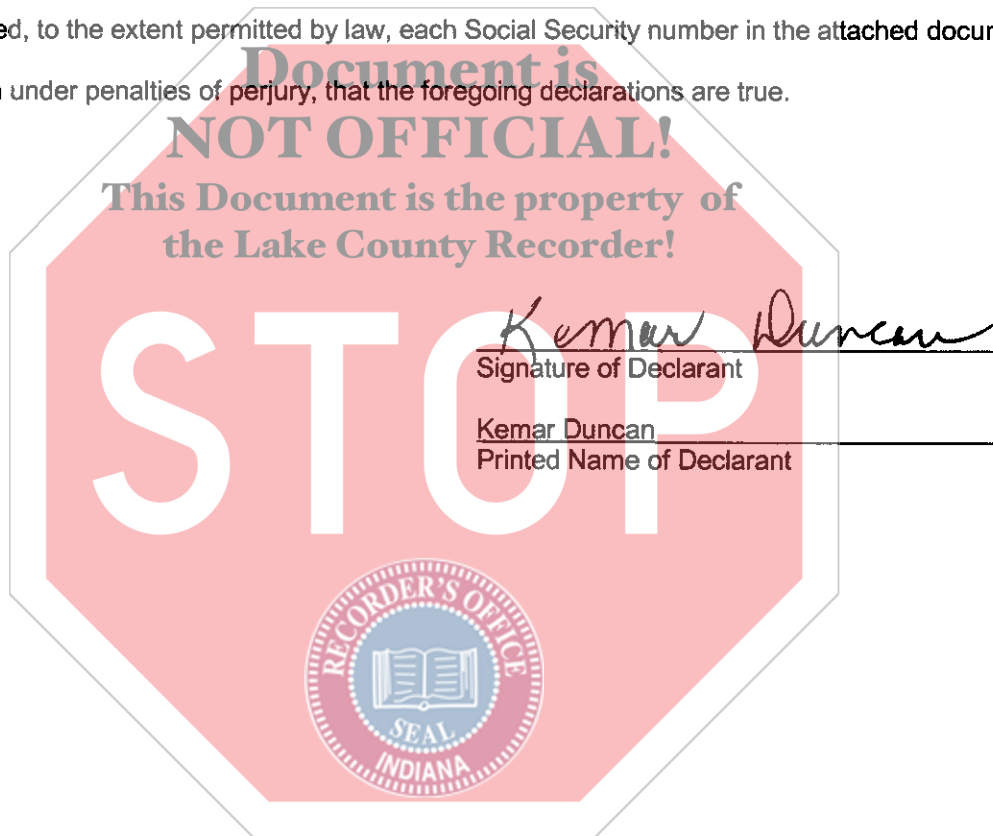 ed, to the extent permitted by law, each Social Security number in the attached docu
under penalties of perjury, that the foregoing declarations are true.
Document is
NOT OFFICIAL!
This Document is the property of
the Lake County Recorder!
STOP
Kemar Duncan
Signature of Declarant
Kemar Duncan
Printed Name of Declarant
RECORDER'S OFFICE
SEAL
INDIANA